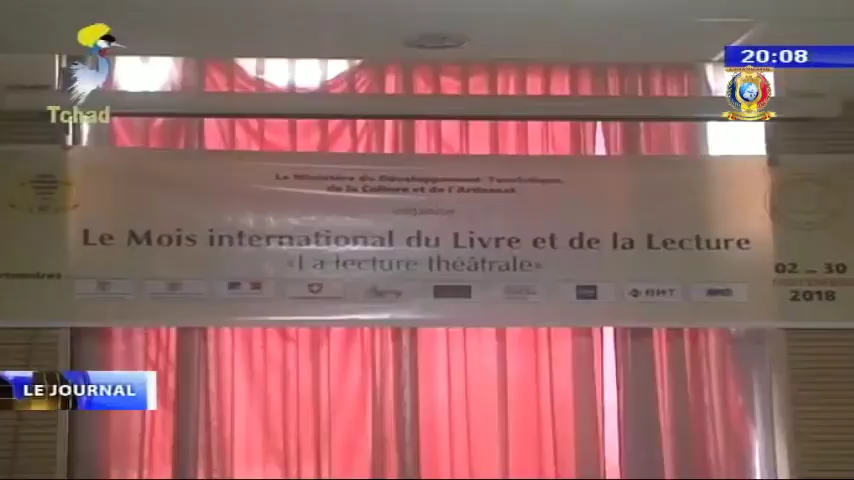 20:08
Tchad
Le Ministère du Développement Touristique,
de la Culture et de l'Artisanat
organise
Le Mois international du Livre et de la Lecture
«La lecture théâtrale»
02 - 30
2018
LE JOURNAL